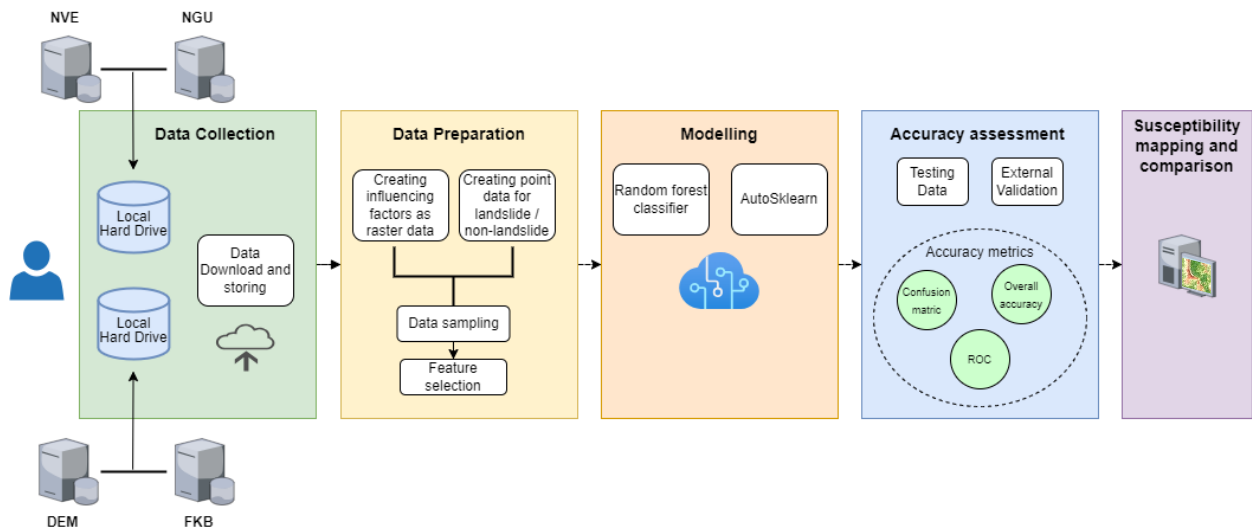 NVE
NGU
Data Collection
Local
Hard Drive
Data
Download and
storing
Local
Hard Drive
DEM
FKB
Data Preparation
Creating
influencing
factors as
raster data
Creating point
data for
landslide /
non-landslide
Data sampling
Feature
selection
Modelling
Random forest
classifier
AutoSklearn
Accuracy assessment
Testing
Data
External
Validation
Accuracy metrics
Confusion
matric
Overall
accuracy
ROC
Susceptibility
mapping and
comparison